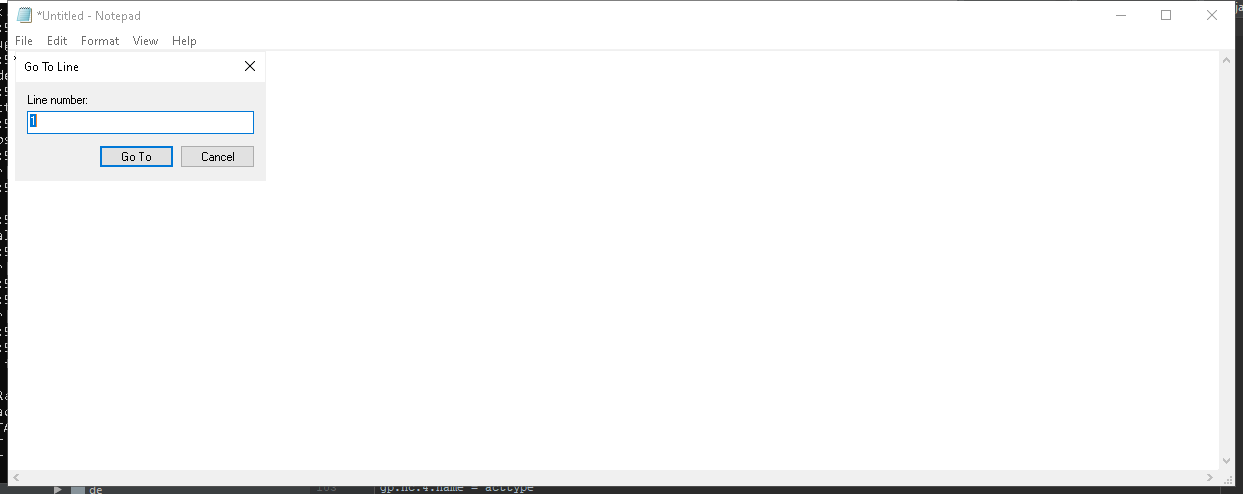 *Untitled - Notepad
File Edit Format View Help
Go To Line
Line number:
1
Go To Cancel
de
gp.nc.4.name = acctype